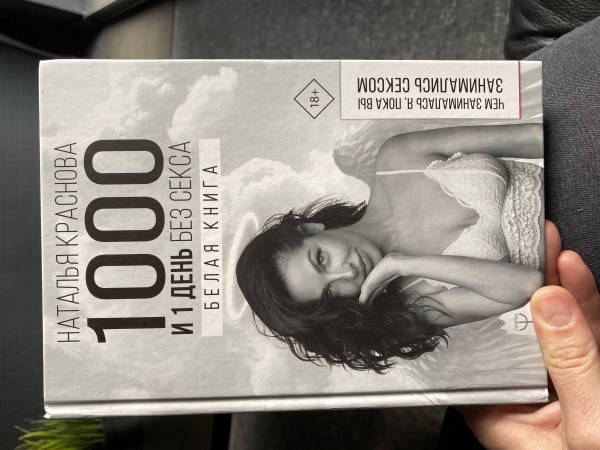 НАТАЛЬЯ КРАСНОВА
1000
И 1 ДЕНЬ БЕЗ СЕКСА
БЕЛАЯ КНИГА
18+
ЧЕМ ЗАНИМАЛАСЬ Я, ПОКА ВЫ
ЗАНИМАЛИСЬ СЕКСОМ